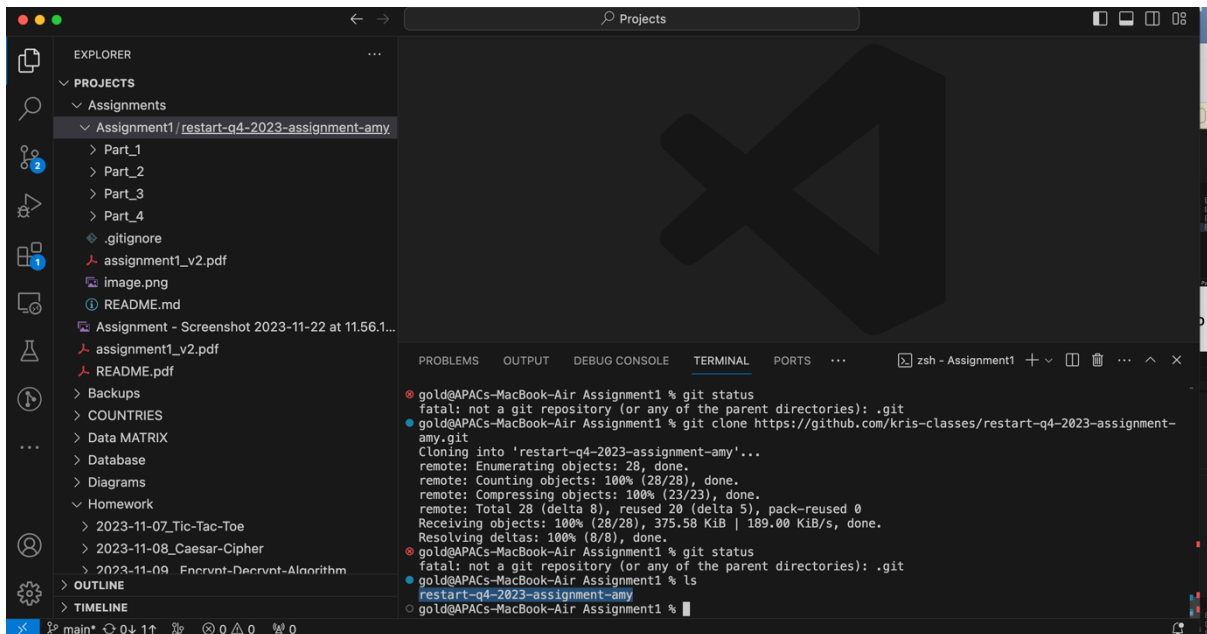 Projects
EXPLORER
PROJECTS
Assignments
Assignment1/restart-q4-2023-assignment-amy
Part_1
Part_2
Part_3
Part_4
.gitignore
assignment1_v2.pdf
image.png
README.md
Assignment - Screenshot 2023-11-22 at 11.56.1...
assignment1_v2.pdf
README.pdf
Backups
COUNTRIES
Data MATRIX
Database
Diagrams
Homework
2023-11-07_Tic-Tac-Toe
2023-11-08_Caesar-Cipher
2023-11-09_Encrypt-Decrypt-Algorithm
OUTLINE
TIMELINE
2
1
PROBLEMS OUTPUT DEBUG CONSOLE TERMINAL PORTS ... zsh - Assignment1
gold@APACs-MacBook-Air Assignment1 % git status
fatal: not a git repository (or any of the parent directories): .git
gold@APACs-MacBook-Air Assignment1 % git clone https://github.com/kris-classes/restart-q4-2023-assignment-
amy.git
Cloning into 'restart-q4-2023-assignment-amy'...
remote: Enumerating objects: 28, done.
remote: Counting objects: 100% (28/28), done.
remote: Compressing objects: 100% (23/23), done.
remote: Total 28 (delta 8), reused 20 (delta 5), pack-reused 0
Receiving objects: 100% (28/28), 375.58 KiB | 189.00 KiB/s, done.
Resolving deltas: 100% (8/8), done.
gold@APACs-MacBook-Air Assignment1 % git status
fatal: not a git repository (or any of the parent directories): .git
gold@APACs-MacBook-Air Assignment1 % ls
restart-q4-2023-assignment-amy
gold@APACs-MacBook-Air Assignment1 %
main* 0↓ 1↑ 0 0 0